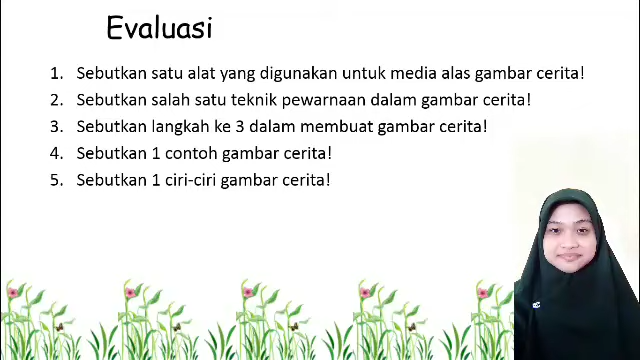 Evaluasi
1. Sebutkan satu alat yang digunakan untuk media alas gambar cerita!
2. Sebutkan salah satu teknik pewarnaan dalam gambar cerita!
3. Sebutkan langkah ke 3 dalam membuat gambar cerita!
4. Sebutkan 1 contoh gambar cerita!
5. Sebutkan 1 ciri-ciri gambar cerita!